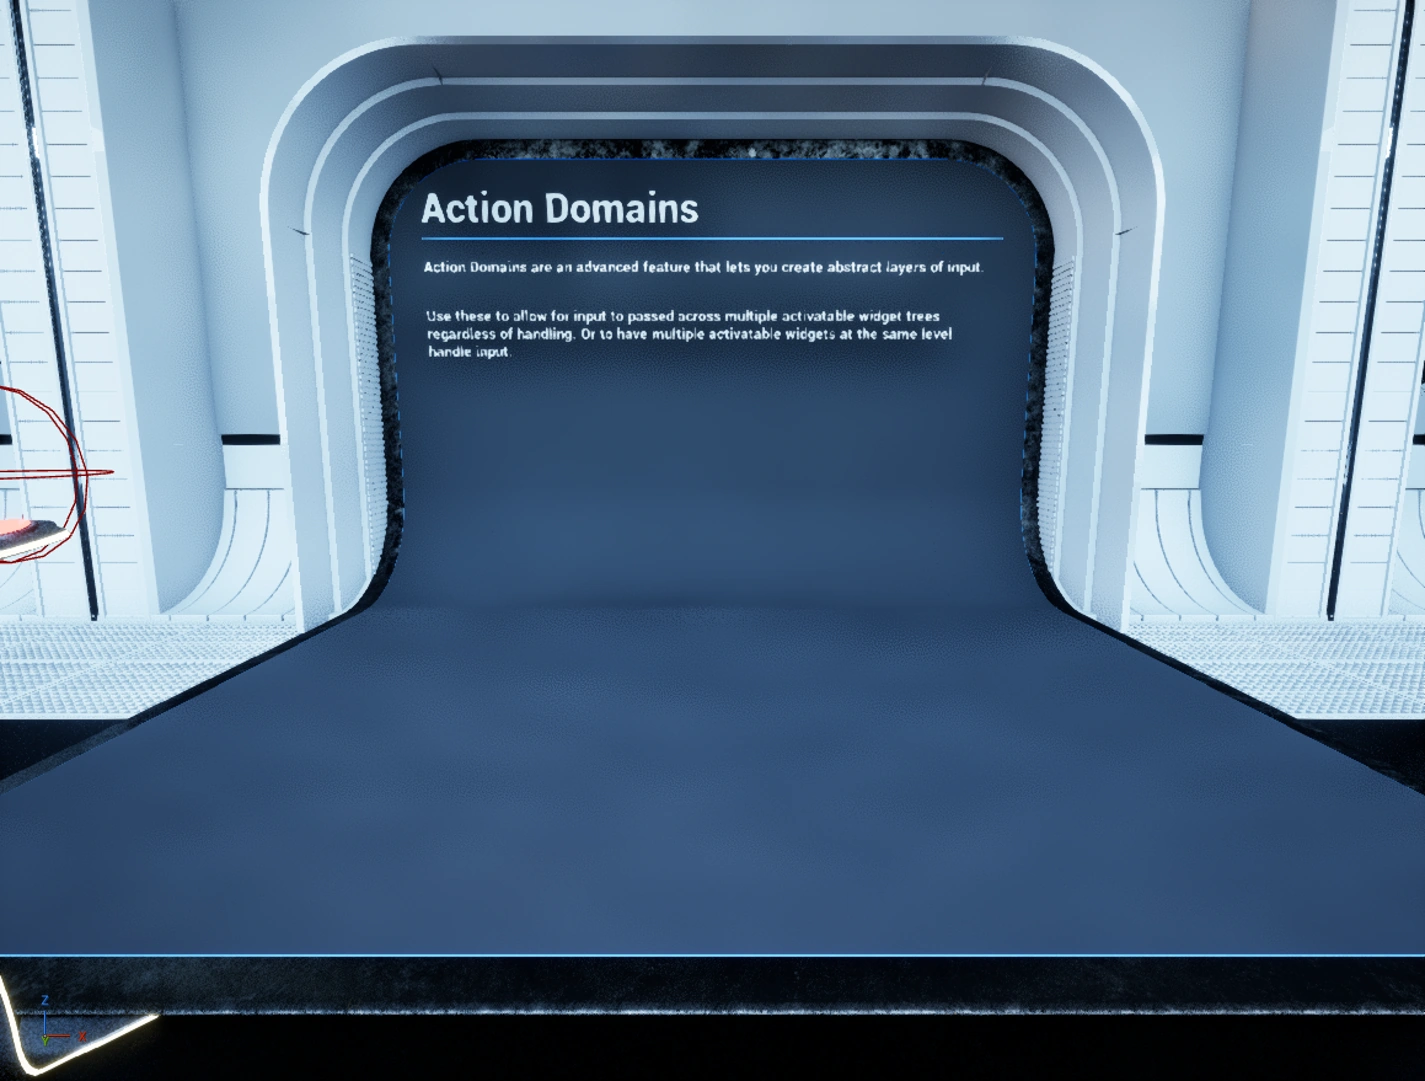 Action Domains
Action Domains are an advanced feature that lets you create abstract layers of input.
Use these to allow for input to passed across multiple activatable widget trees
regardless of handling. Or to have multiple activatable widgets at the same level
handle input.
Z
X
Y